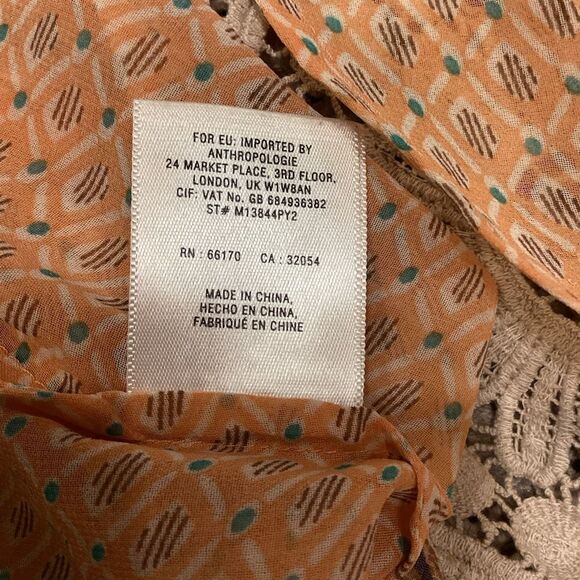 FOR EU: IMPORTED BY
ANTHROPOLOGIE
24 MARKET PLACE, 3RD FLOOR,
LONDON, UK W1W8AN
CIF: VAT No. GB 684936382
ST# M13844PY2
RN : 66170 CA : 32054
MADE IN CHINA,
HECHO EN CHINA,
FABRIQUÉ EN CHINE